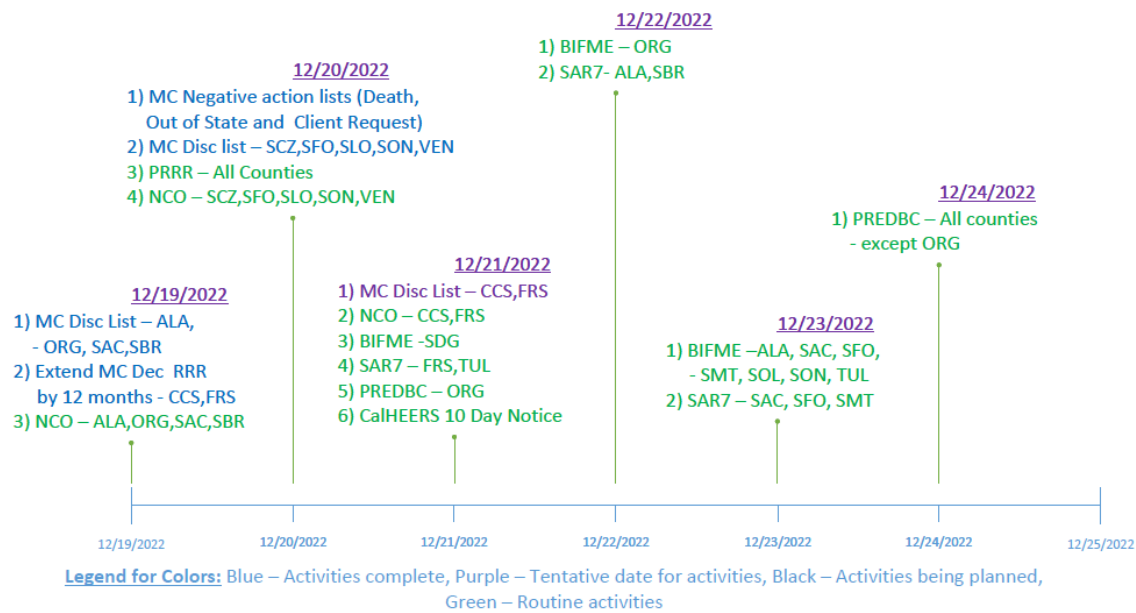 12/19/2022
1) MC Disc List – ALA,
- ORG, SAC,SBR
2) Extend MC Dec RRR
by 12 months - CCS,FRS
3) NCO – ALA,ORG,SAC,SBR
12/20/2022
1) MC Negative action lists (Death,
Out of State and Client Request)
2) MC Disc list – SCZ,SFO,SLO,SON,VEN
3) PRRR – All Counties
4) NCO – SCZ,SFO,SLO,SON,VEN
12/21/2022
1) MC Disc List – CCS,FRS
2) NCO – CCS,FRS
3) BIFME -SDG
4) SAR7 – FRS,TUL
5) PREDBC – ORG
6) CalHEERS 10 Day Notice
12/22/2022
1) BIFME – ORG
2) SAR7- ALA,SBR
12/23/2022
1) BIFME –ALA, SAC, SFO,
- SMT, SOL, SON, TUL
2) SAR7 – SAC, SFO, SMT
12/24/2022
1) PREDBC – All counties
- except ORG
12/19/2022
12/20/2022
12/21/2022
12/22/2022
12/23/2022
12/24/2022
12/25/2022
Legend for Colors: Blue – Activities complete, Purple – Tentative date for activities, Black – Activities being planned,
Green – Routine activities